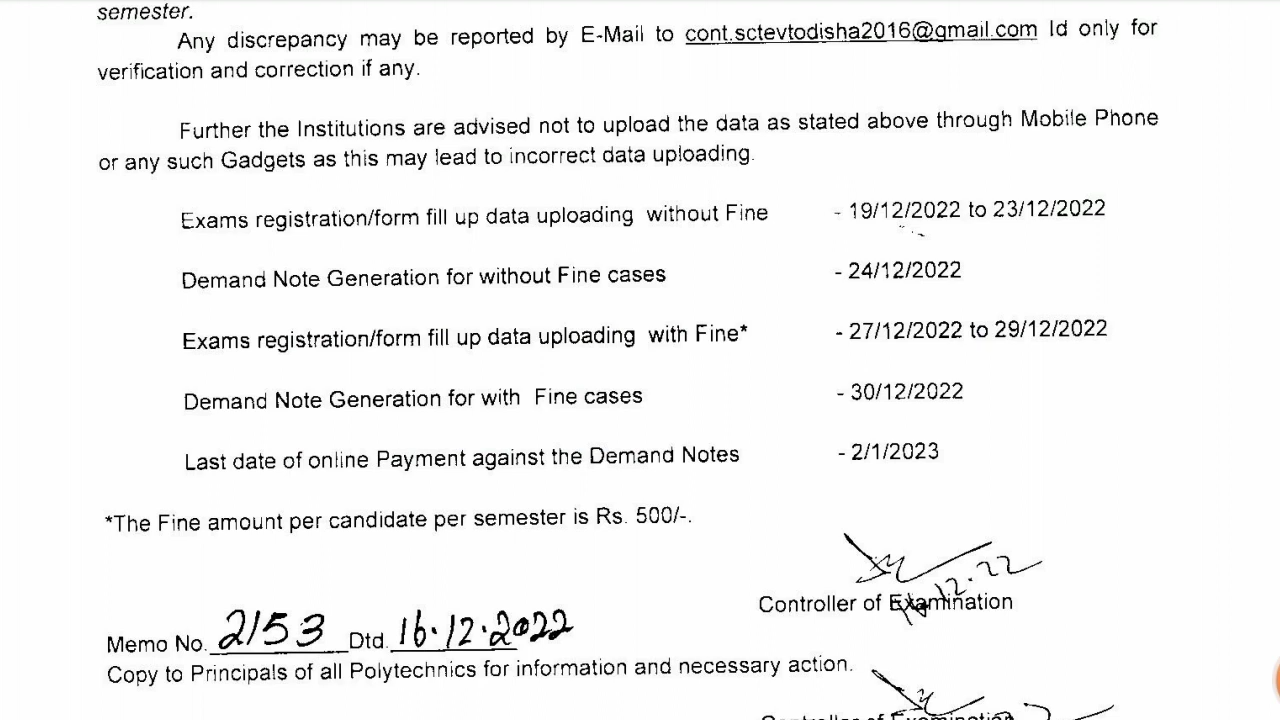 semester.
Any discrepancy may be reported by E-Mail to cont.sctevtodisha2016@gmail.com Id only for
verification and correction if any.
Further the Institutions are advised not to upload the data as stated above through Mobile Phone
or any such Gadgets as this may lead to incorrect data uploading.
Exams registration/form fill up data uploading without Fine - 19/12/2022 to 23/12/2022
Demand Note Generation for without Fine cases - 24/12/2022
Exams registration/form fill up data uploading with Fine* - 27/12/2022 to 29/12/2022
Demand Note Generation for with Fine cases - 30/12/2022
Last date of online Payment against the Demand Notes - 2/1/2023
*The Fine amount per candidate per semester is Rs. 500/-.
16.12.22
Controller of Examination
Memo No. 2153 Dtd. 16.12.2022
Copy to Principals of all Polytechnics for information and necessary action.
Controller of Examination